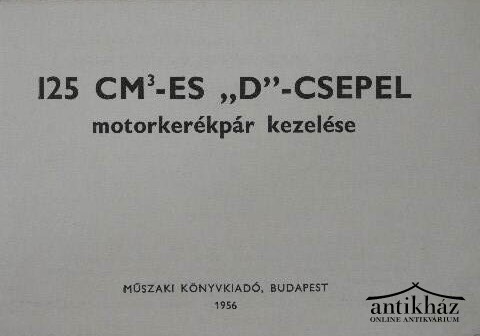 125 CM³-ES „D”-CSEPEL
motorkerékpár kezelése
MŰSZAKI KÖNYVKIADÓ, BUDAPEST
1956
antikház
ONLINE ANTIKVÁRIUM